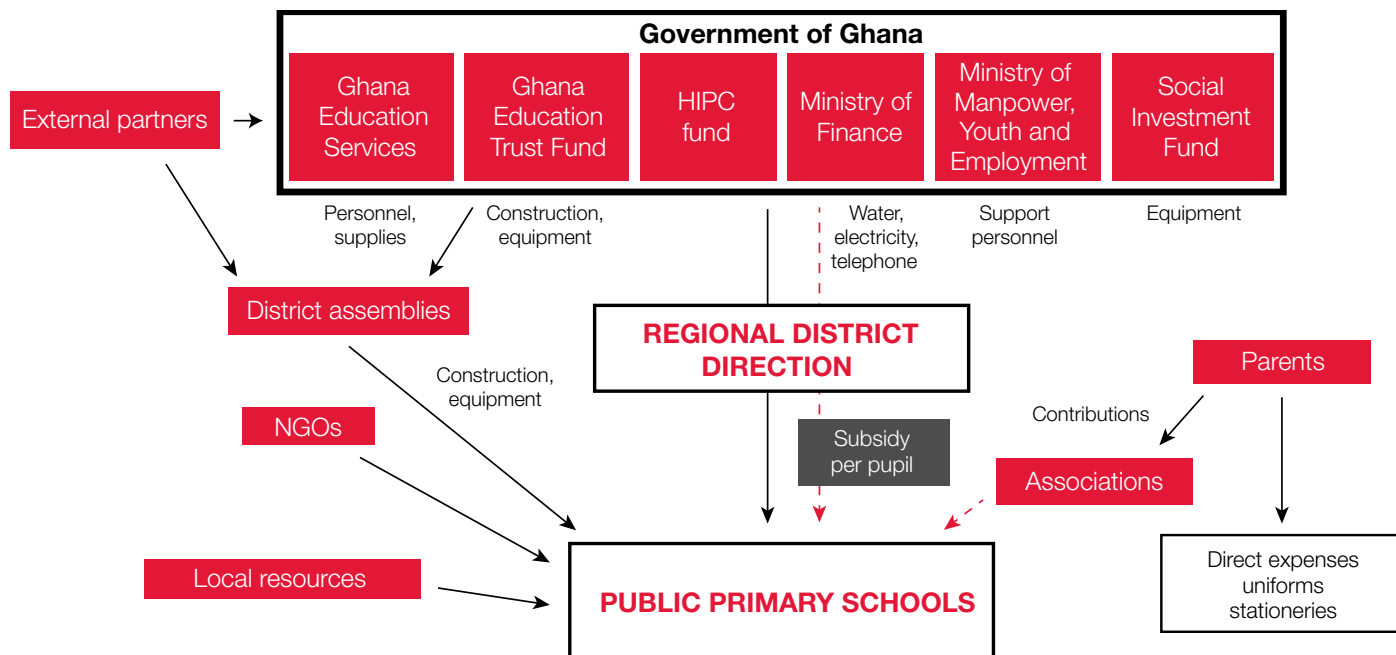 Government of Ghana
External partners
Ghana
Education
Services
Ghana
Education
Trust Fund
HIPC
fund
Ministry of
Finance
Ministry of
Manpower,
Youth and
Employment
Social
Investment
Fund
Personnel,
supplies
Construction,
equipment
Water,
electricity,
telephone
Support
personnel
Equipment
District assemblies
REGIONAL DISTRICT
DIRECTION
Parents
Construction,
equipment
Contributions
NGOs
Subsidy
per pupil
Associations
Local resources
PUBLIC PRIMARY SCHOOLS
Direct expenses
uniforms
stationeries